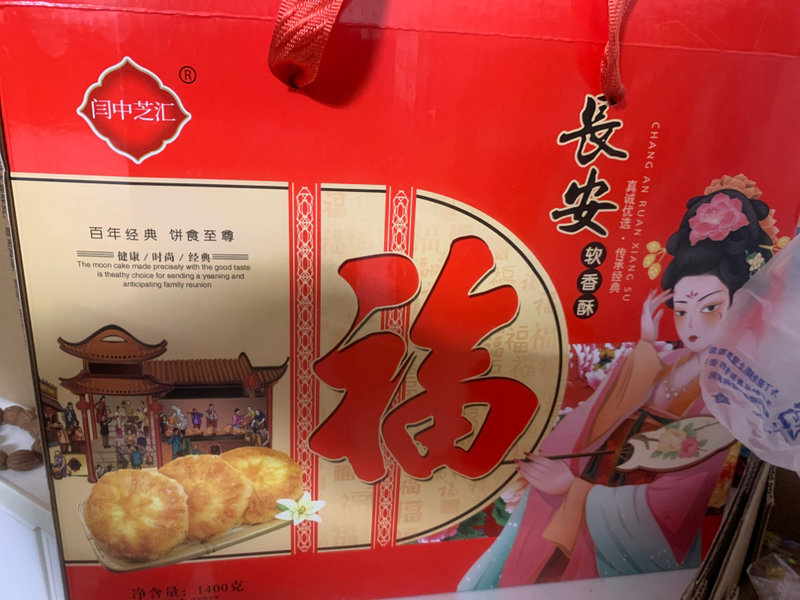 闫中芝汇
®
百年经典 饼食至尊
健康/时尚/经典
The moon cake made precisely with the good taste
is theathy choice for sending a yeaning and
anticipating family reunion
福
長安
软香酥
CHANG AN RUAN XIANG SU
真诚优选·传承经典
净含量：1400克